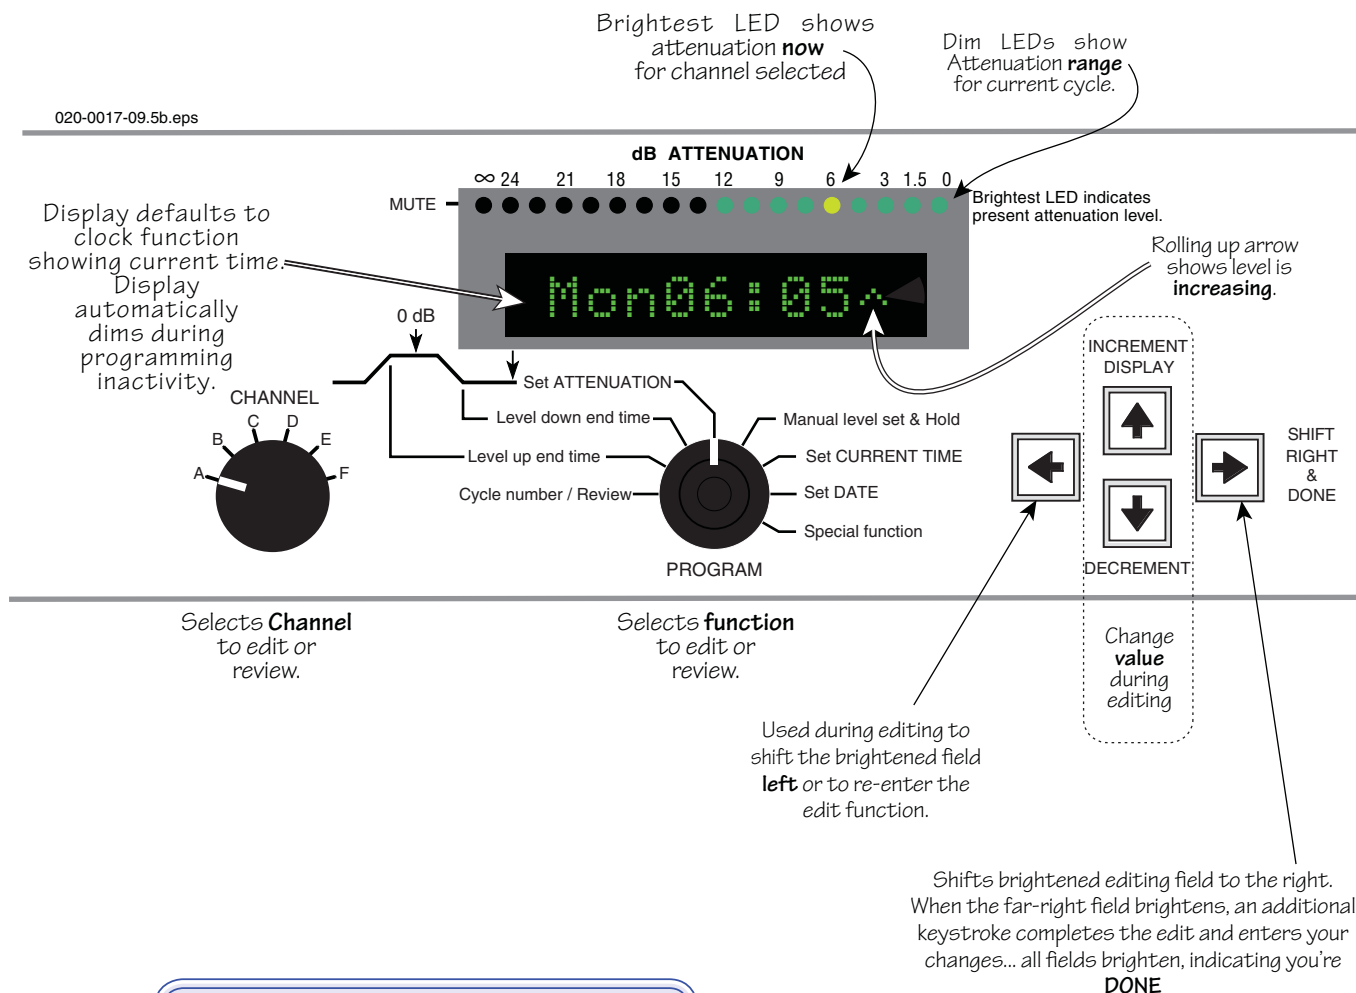 Brightest LED shows
attenuation now
for channel selected
Dim LEDs show
Attenuation range
for current cycle.
020-0017-09.5b.eps
dB ATTENUATION
∞ 24 21 18 15 12 9 6 3 1.5 0
MUTE
Brightest LED indicates
present attenuation level.
Display defaults to
clock function
showing current time.
Display
automatically
dims during
programming
inactivity.
Mon06:05^
Rolling up arrow
shows level is
increasing.
0 dB
CHANNEL
A B C D E F
Set ATTENUATION
Level down end time
Level up end time
Cycle number / Review
Manual level set & Hold
Set CURRENT TIME
Set DATE
Special function
PROGRAM
INCREMENT
DISPLAY
DECREMENT
SHIFT
RIGHT
&
DONE
Selects Channel
to edit or
review.
Selects function
to edit or
review.
Change
value
during
editing
Used during editing to
shift the brightened field
left or to re-enter the
edit function.
Shifts brightened editing field to the right.
When the far-right field brightens, an additional
keystroke completes the edit and enters your
changes... all fields brighten, indicating you're
DONE